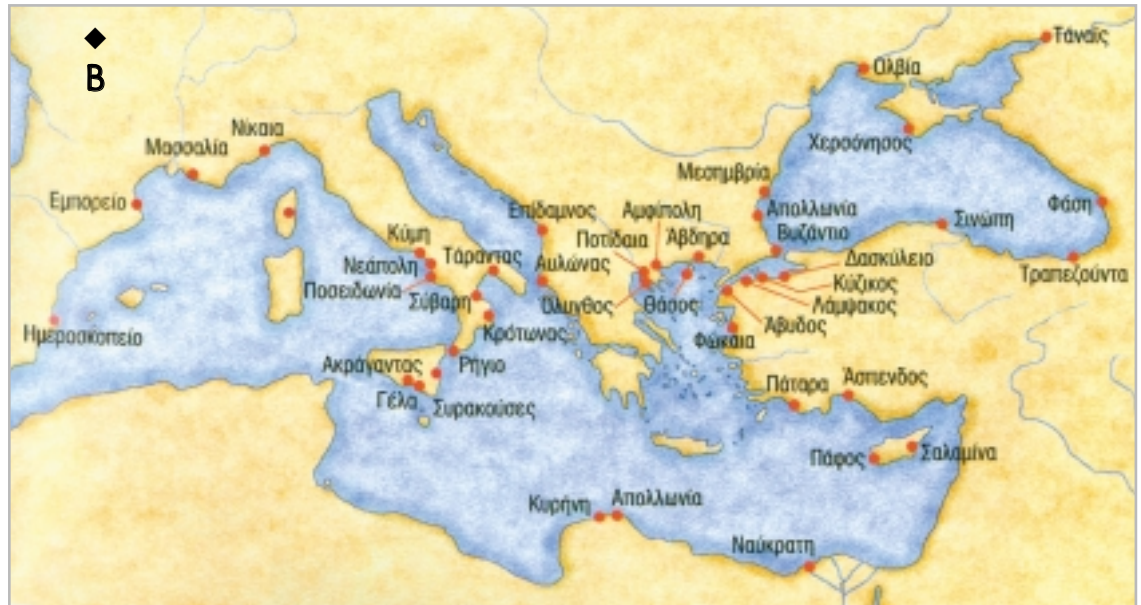 ◆
B
Τάναϊς
Ολβία
Χερσόνησος
Νίκαια
Μασσαλία
Εμπορείο
Ημεροσκοπείο
Μεσημβρία
Απολλωνία
Βυζάντιο
Σινώπη
Φάση
Τραπεζούντα
Επίδαμνος
Αμφίπολη
Ποτίδαια
Άβδηρα
Κύμη
Τάραντας
Αυλώνας
Νεάπολη
Ποσειδωνία
Σύβαρη
Όλυνθος
Θάσος
Δασκύλειο
Κύζικος
Λάμψακος
Άβυδος
Κρότωνας
Φώκαια
Ακράγαντας
Ρήγιο
Γέλα
Συρακούσες
Πάταρα
Άσπενδος
Πάφος
Σαλαμίνα
Κυρήνη
Απολλωνία
Ναύκρατη